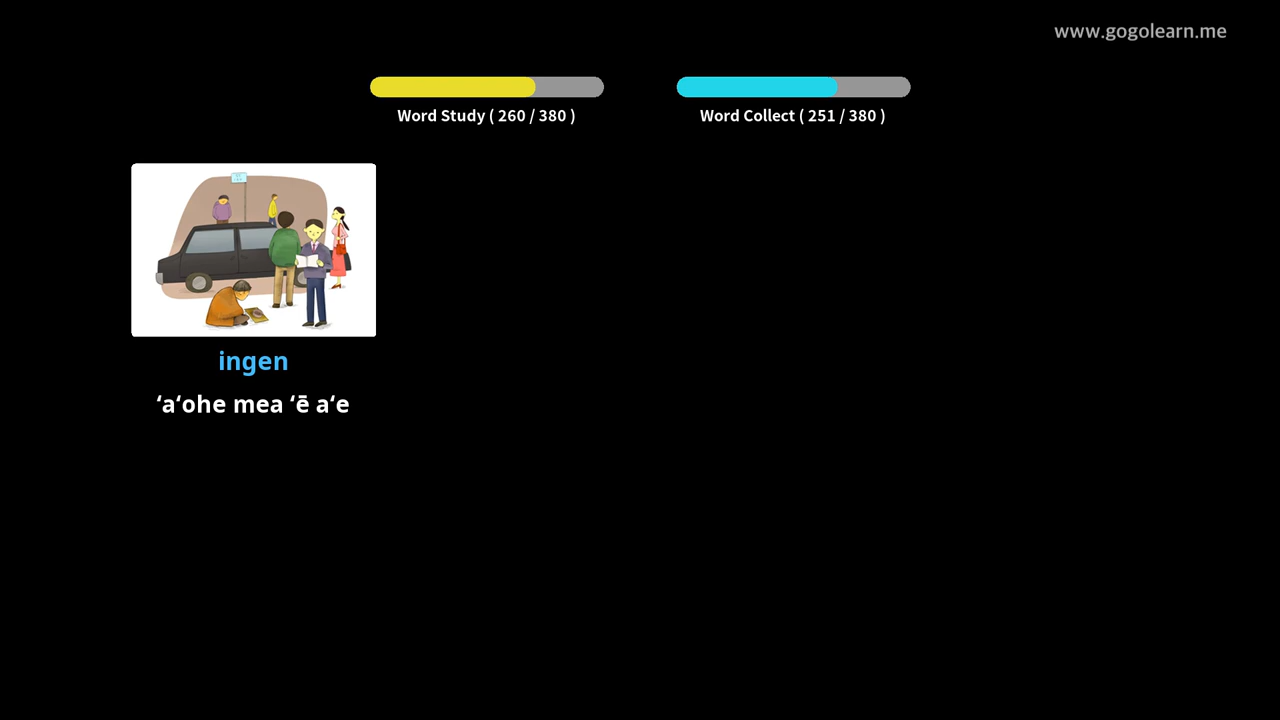 www.gogolearn.me
Word Study ( 260 / 380 )
Word Collect ( 251 / 380 )
ingen
ʻaʻohe mea ʻē aʻe